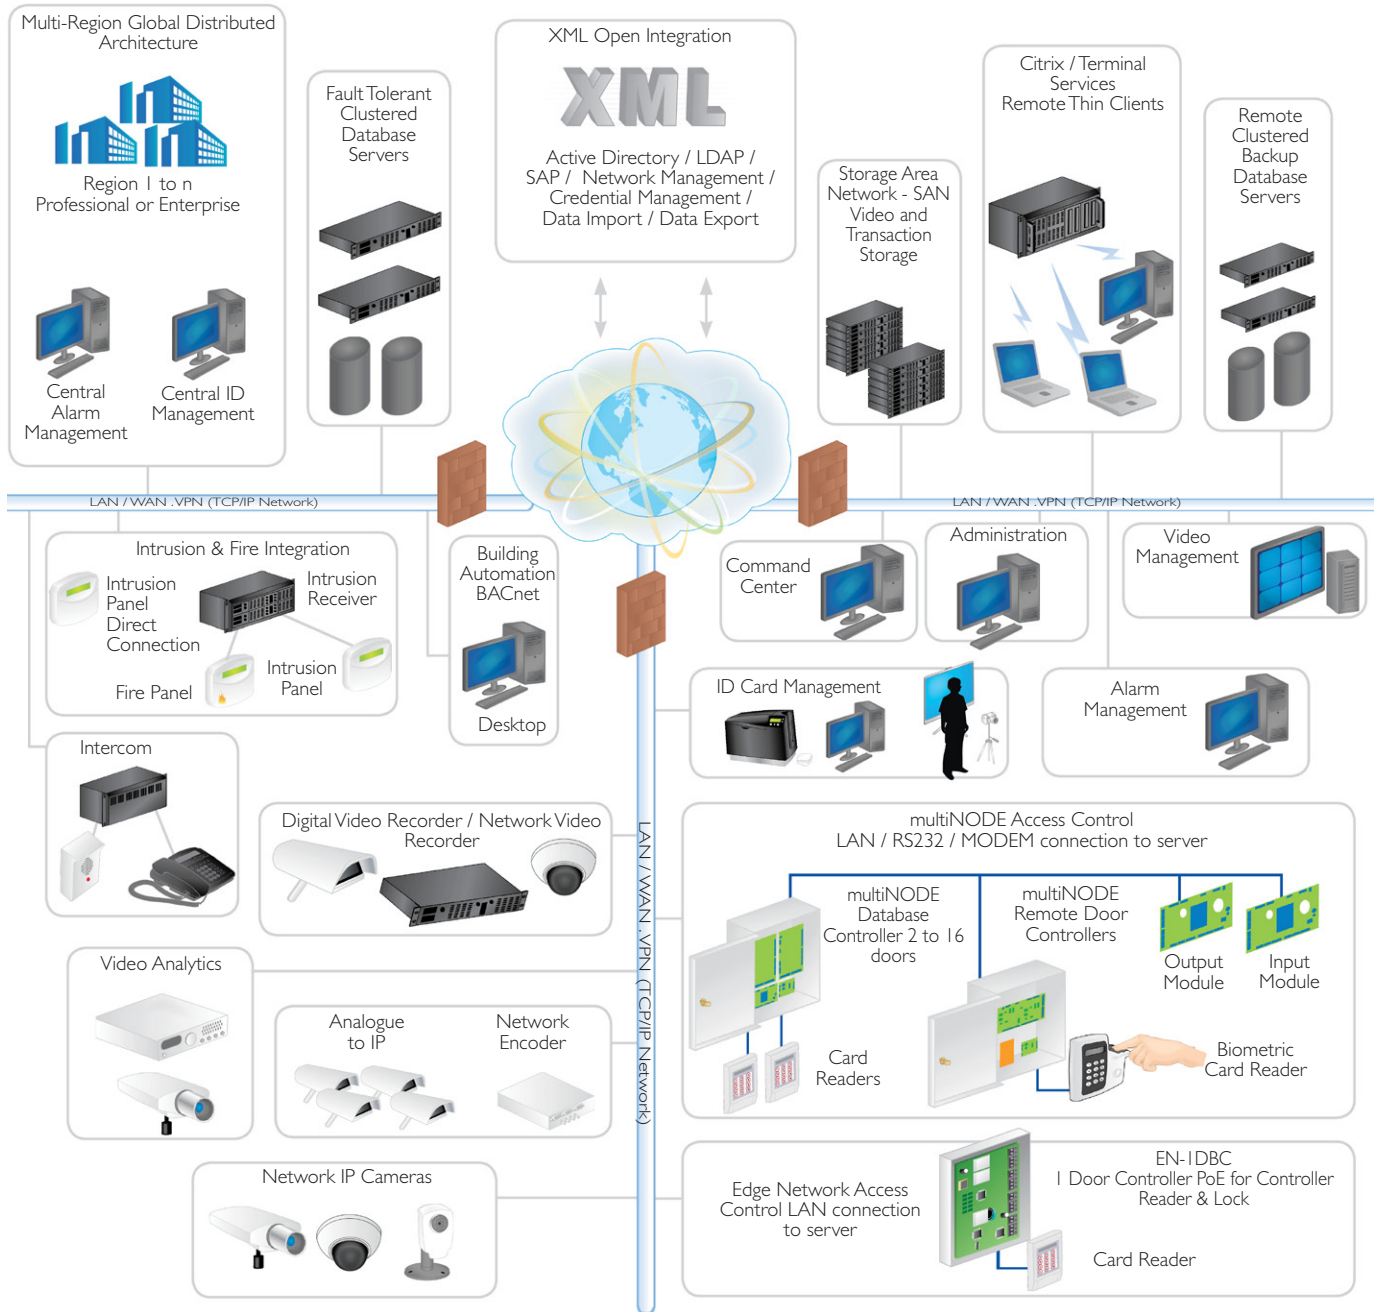 Multi-Region Global Distributed
Architecture
Region 1 to n
Professional or Enterprise
Central
Alarm
Management
Central ID
Management
Fault Tolerant
Clustered
Database
Servers
XML Open Integration
XML
Active Directory / LDAP /
SAP / Network Management /
Credential Management /
Data Import / Data Export
Storage Area
Network - SAN
Video and
Transaction
Storage
Citrix / Terminal
Services
Remote Thin Clients
Remote
Clustered
Backup
Database
Servers
LAN / WAN .VPN (TCP/IP Network)
LAN / WAN .VPN (TCP/IP Network)
Intrusion & Fire Integration
Intrusion
Panel
Direct
Connection
Intrusion
Receiver
Fire Panel
Intrusion
Panel
Building
Automation
BACnet
Desktop
Command
Center
Administration
Video
Management
ID Card Management
Alarm
Management
Intercom
Digital Video Recorder / Network Video
Recorder
LAN / WAN .VPN (TCP/IP Network)
multiNODE Access Control
LAN / RS232 / MODEM connection to server
multiNODE
Database
Controller 2 to 16
doors
multiNODE
Remote Door
Controllers
Output
Module
Input
Module
Card
Readers
Biometric
Card Reader
Video Analytics
Analogue
to IP
Network
Encoder
Network IP Cameras
Edge Network Access
Control LAN connection
to server
EN-1DBC
1 Door Controller PoE for Controller
Reader & Lock
Card Reader